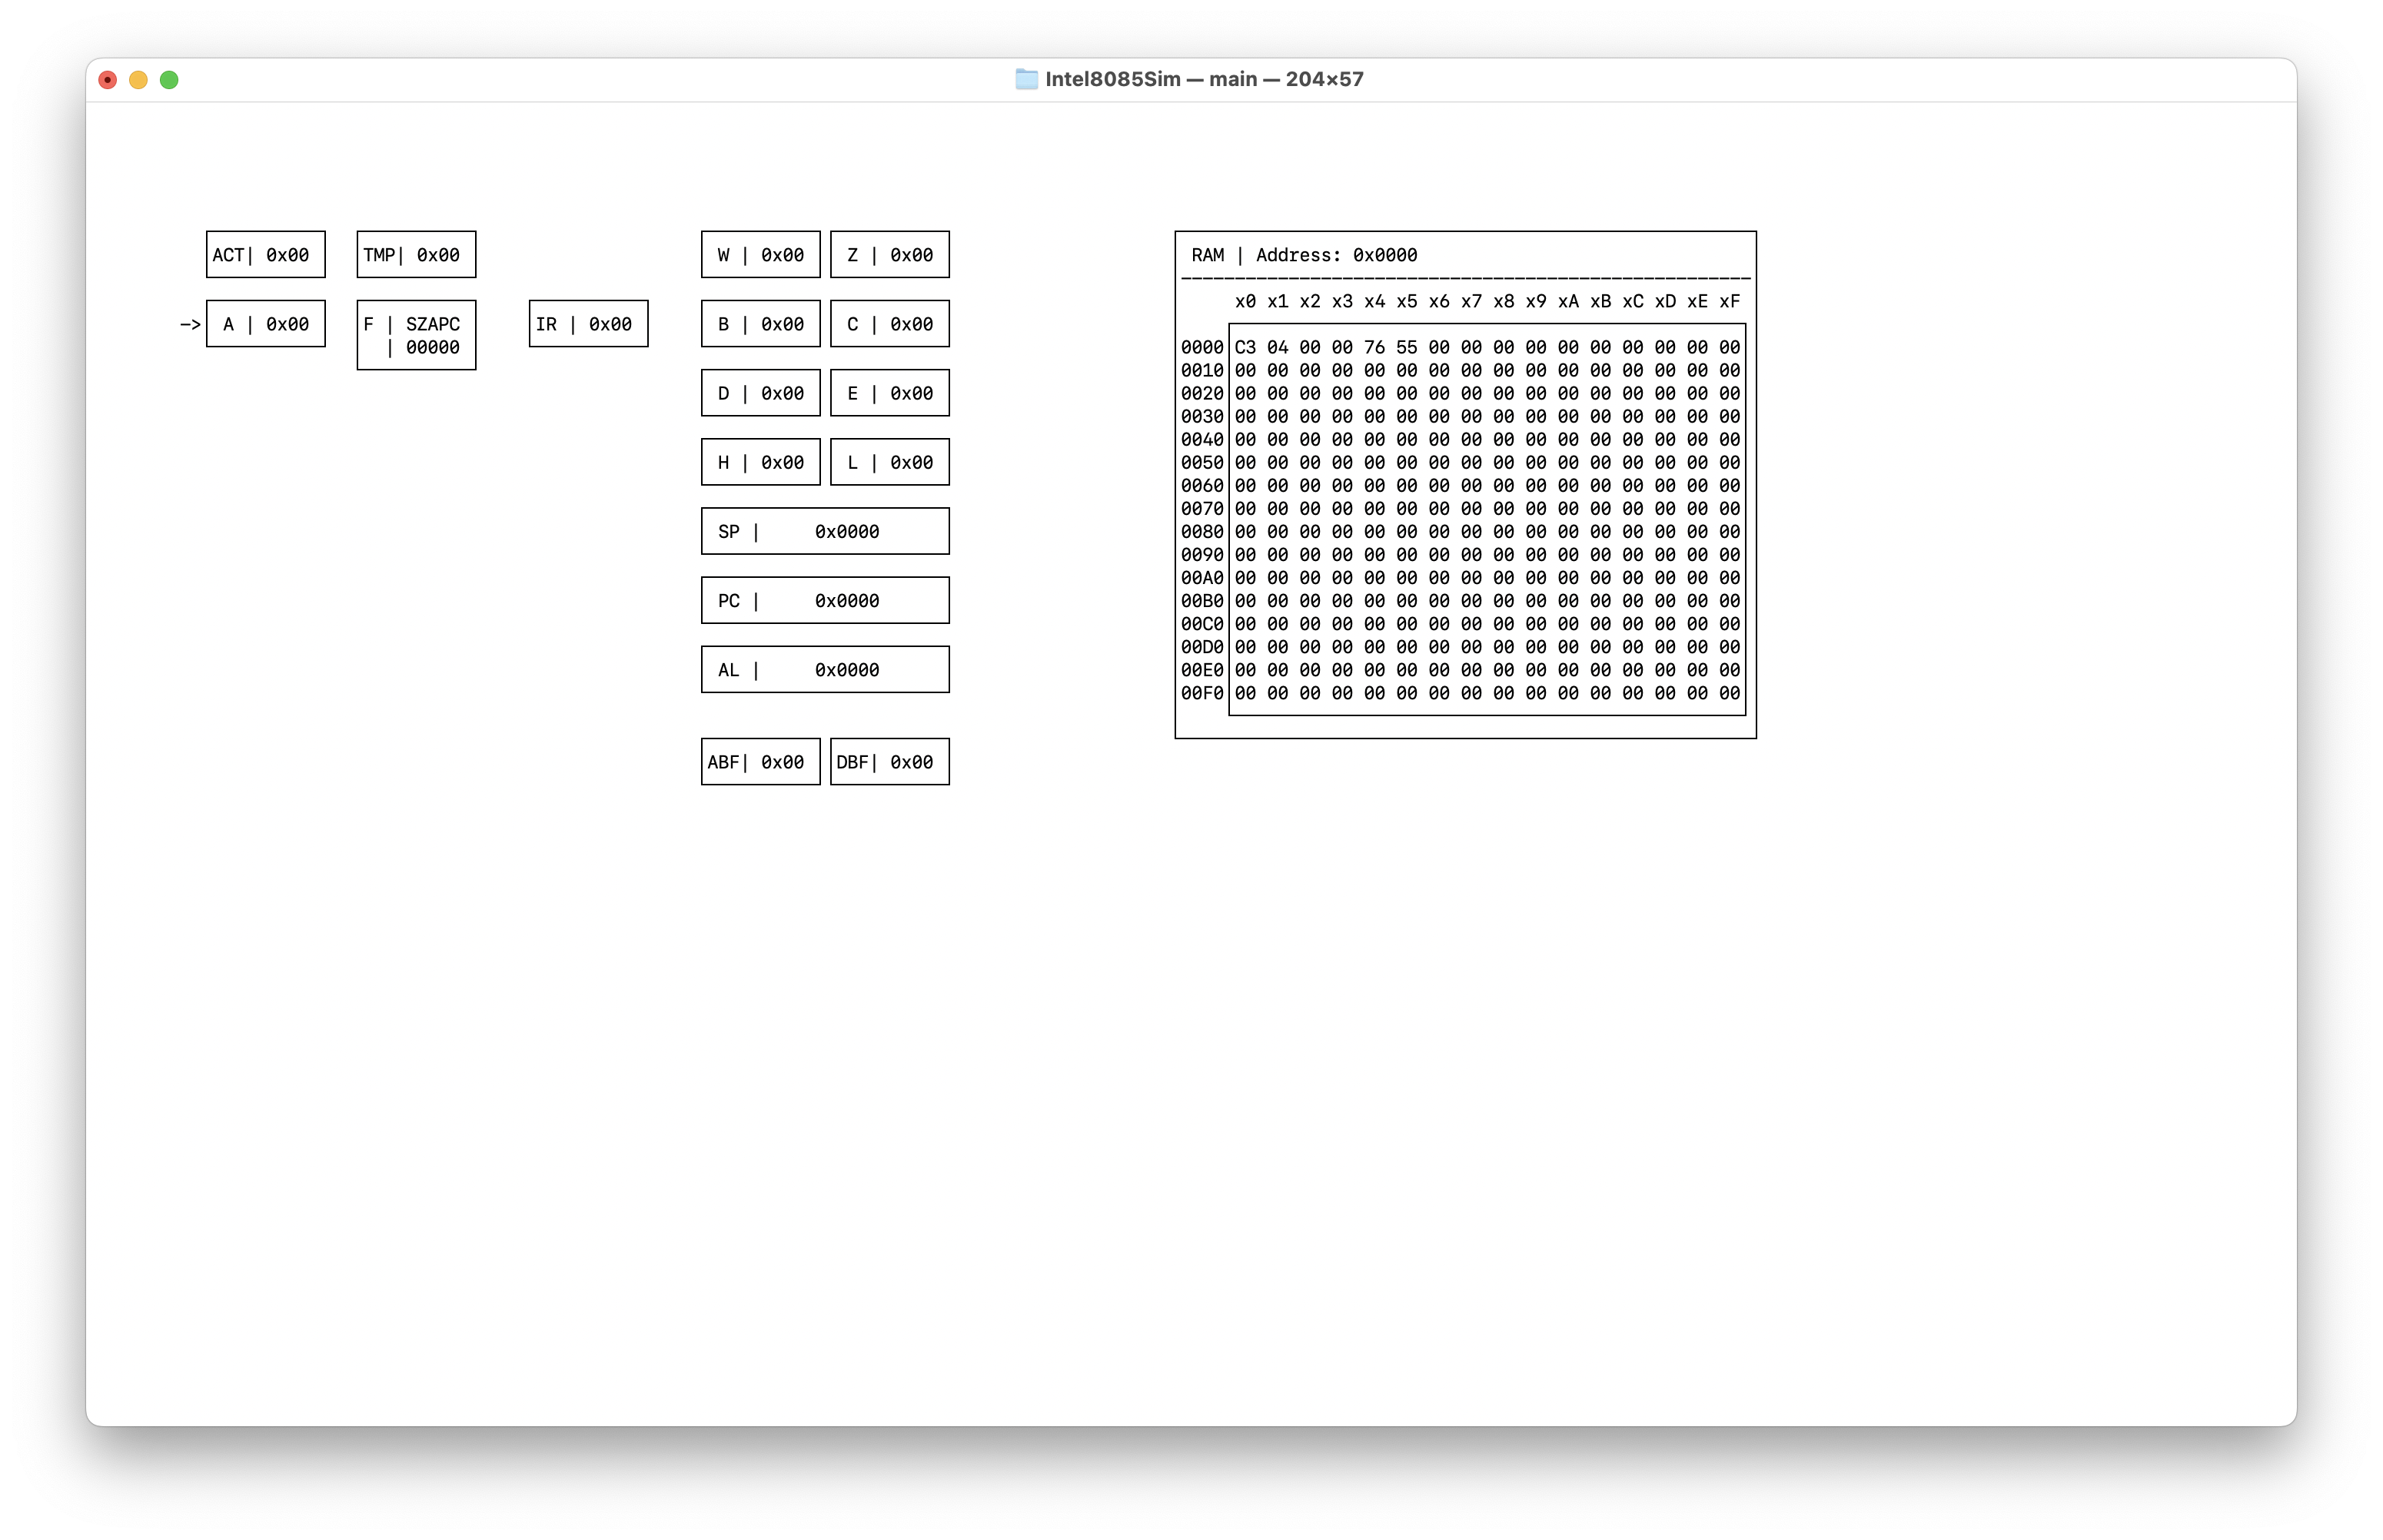 Intel8085Sim — main — 204×57
ACT| 0x00 TMP| 0x00 W | 0x00 Z | 0x00 RAM | Address: 0x0000
x0 x1 x2 x3 x4 x5 x6 x7 x8 x9 xA xB xC xD xE xF
—> A | 0x00 F | SZAPC IR | 0x00 B | 0x00 C | 0x00
| 00000 0000 C3 04 00 00 76 55 00 00 00 00 00 00 00 00 00 00
0010 00 00 00 00 00 00 00 00 00 00 00 00 00 00 00 00
D | 0x00 E | 0x00 0020 00 00 00 00 00 00 00 00 00 00 00 00 00 00 00 00
0030 00 00 00 00 00 00 00 00 00 00 00 00 00 00 00 00
0040 00 00 00 00 00 00 00 00 00 00 00 00 00 00 00 00
H | 0x00 L | 0x00 0050 00 00 00 00 00 00 00 00 00 00 00 00 00 00 00 00
0060 00 00 00 00 00 00 00 00 00 00 00 00 00 00 00 00
0070 00 00 00 00 00 00 00 00 00 00 00 00 00 00 00 00
SP | 0x0000 0080 00 00 00 00 00 00 00 00 00 00 00 00 00 00 00 00
0090 00 00 00 00 00 00 00 00 00 00 00 00 00 00 00 00
00A0 00 00 00 00 00 00 00 00 00 00 00 00 00 00 00 00
PC | 0x0000 00B0 00 00 00 00 00 00 00 00 00 00 00 00 00 00 00 00
00C0 00 00 00 00 00 00 00 00 00 00 00 00 00 00 00 00
00D0 00 00 00 00 00 00 00 00 00 00 00 00 00 00 00 00
AL | 0x0000 00E0 00 00 00 00 00 00 00 00 00 00 00 00 00 00 00 00
00F0 00 00 00 00 00 00 00 00 00 00 00 00 00 00 00 00
ABF| 0x00 DBF| 0x00